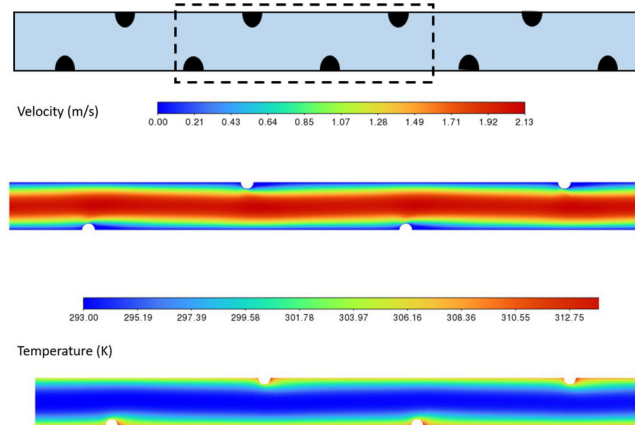 Velocity (m/s)
0.00 0.21 0.43 0.64 0.85 1.07 1.28 1.49 1.71 1.92 2.13
293.00 295.19 297.39 299.58 301.78 303.97 306.16 308.36 310.55 312.75
Temperature (K)